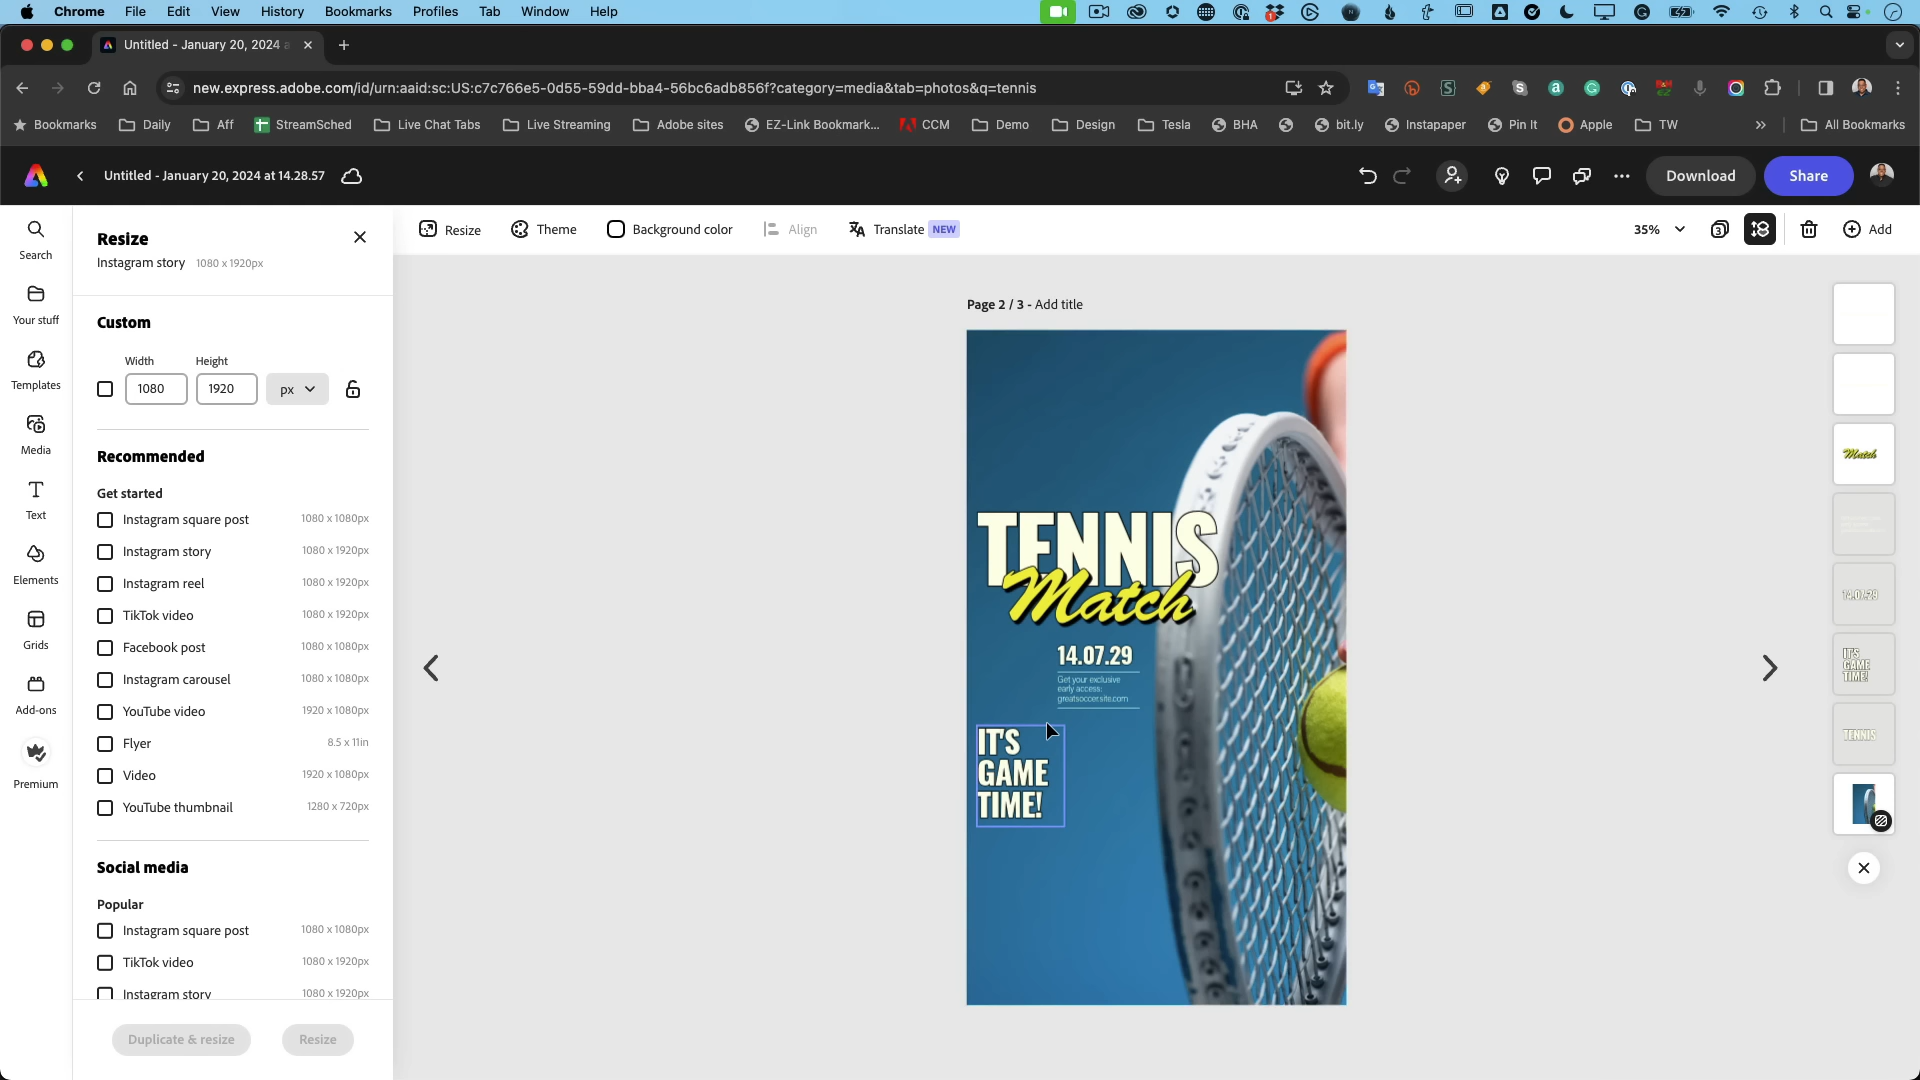 Chrome File Edit View History Bookmarks Profiles Tab Window Help
Untitled - January 20, 2024 a
new.express.adobe.com/id/urn:aaid:sc:US:c7c766e5-0d55-59dd-bba4-56bc6adb856f?category=media&tab=photos&q=tennis
Bookmarks Daily Aff StreamSched Live Chat Tabs Live Streaming Adobe sites EZ-Link Bookmark... CCM Demo Design Tesla BHA bit.ly Instapaper Pin It Apple TW » All Bookmarks
Untitled - January 20, 2024 at 14.28.57
Download
Share
Search
Your stuff
Templates
Media
Text
Elements
Grids
Add-ons
Premium
Resize
Instagram story 1080 x 1920px
Custom
Width Height
1080 1920 px
Recommended
Get started
Instagram square post 1080 x 1080px
Instagram story 1080 x 1920px
Instagram reel 1080 x 1920px
TikTok video 1080 x 1920px
Facebook post 1080 x 1080px
Instagram carousel 1080 x 1080px
YouTube video 1920 x 1080px
Flyer 8.5 x 11in
Video 1920 x 1080px
YouTube thumbnail 1280 x 720px
Social media
Popular
Instagram square post 1080 x 1080px
TikTok video 1080 x 1920px
Instagram story 1080 x 1920px
Duplicate & resize Resize
Resize Theme Background color Align Translate NEW 35% 3 Add
Page 2 / 3 - Add title
TENNIS
Match
14.07.29
Get your exclusive
early access:
greatsoccer.site.com
IT'S
GAME
TIME!
Match
IT'S
GAME
TIME!
TENNIS